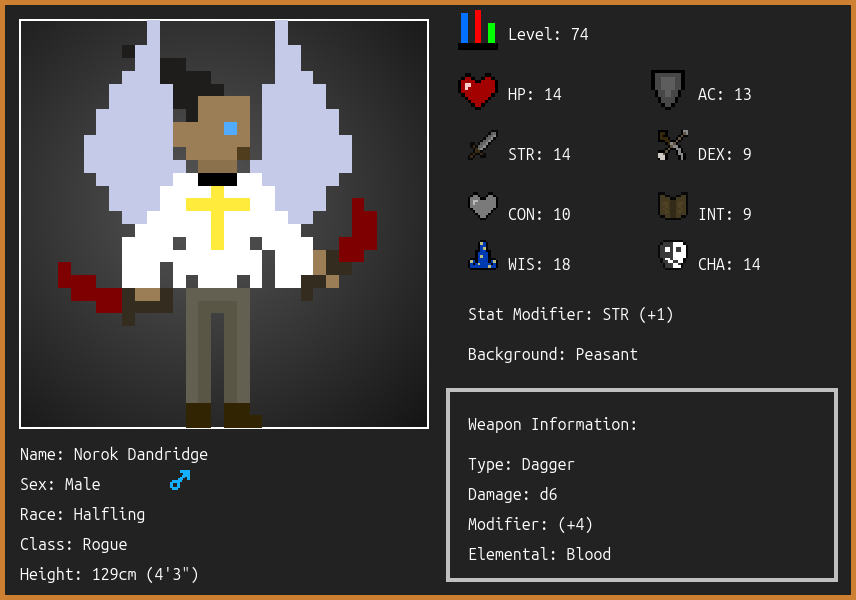 Level: 74
HP: 14
AC: 13
STR: 14
DEX: 9
CON: 10
INT: 9
WIS: 18
CHA: 14
Stat Modifier: STR (+1)
Background: Peasant
Weapon Information:
Type: Dagger
Damage: d6
Modifier: (+4)
Elemental: Blood
Name: Norok Dandridge
Sex: Male
Race: Halfling
Class: Rogue
Height: 129cm (4'3")